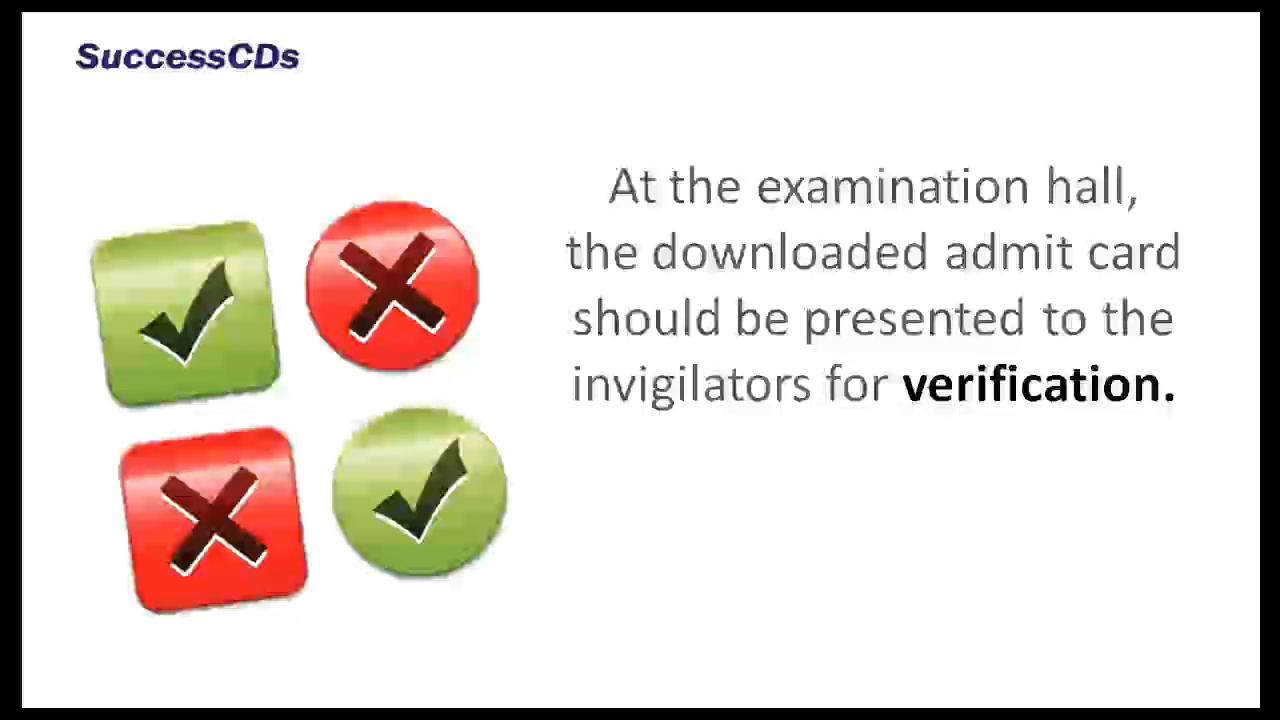 SuccessCDs
At the examination hall,
the downloaded admit card
should be presented to the
invigilators for verification.